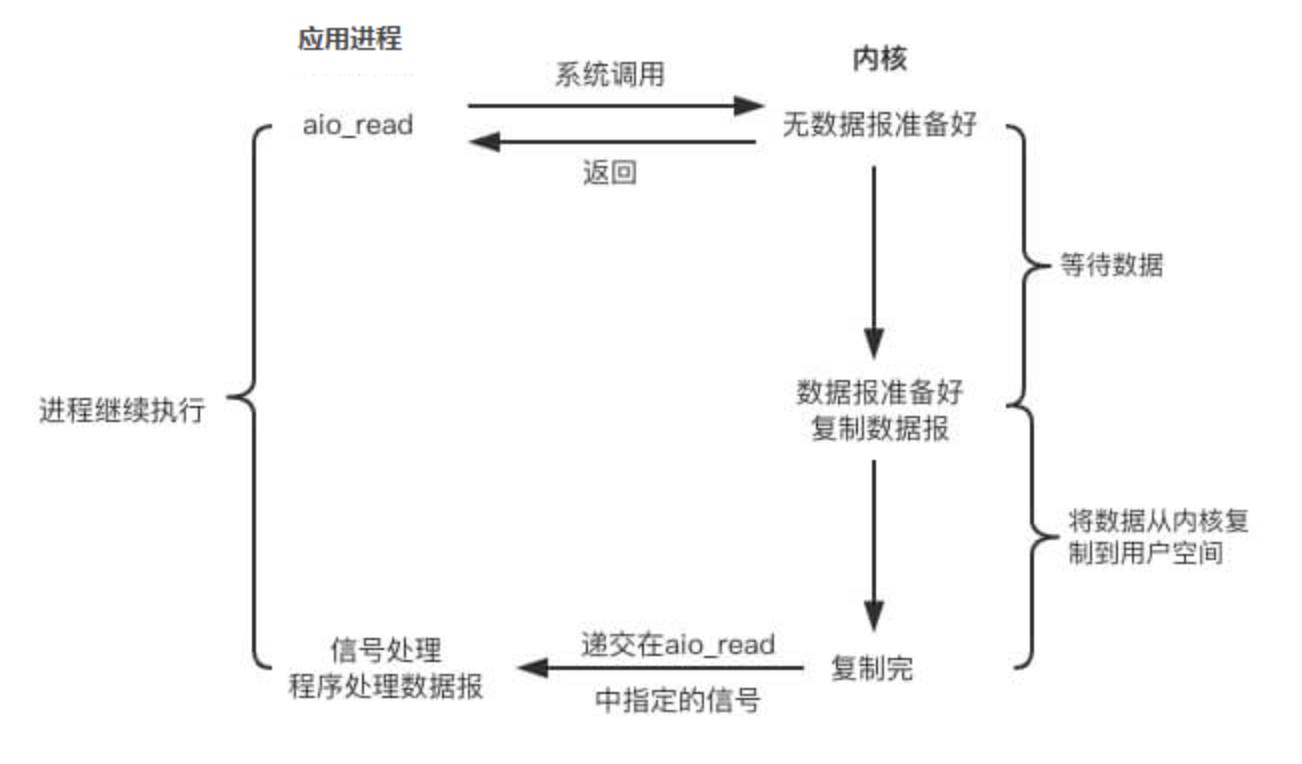 应用进程
内核
系统调用
aio_read
无数据报准备好
返回
等待数据
数据报准备好
复制数据报
进程继续执行
将数据从内核复
制到用户空间
信号处理
程序处理数据报
递交在aio_read
中指定的信号
复制完